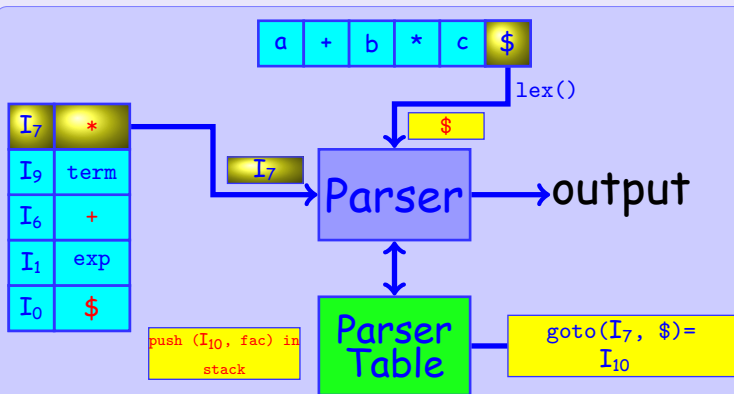 a + b * c $
lex()
$
I7 *
I9 term
I6 +
I1 exp
I0 $
I7
Parser
output
Parser
Table
push (I10, fac) in
stack
goto(I7, $)=
I10